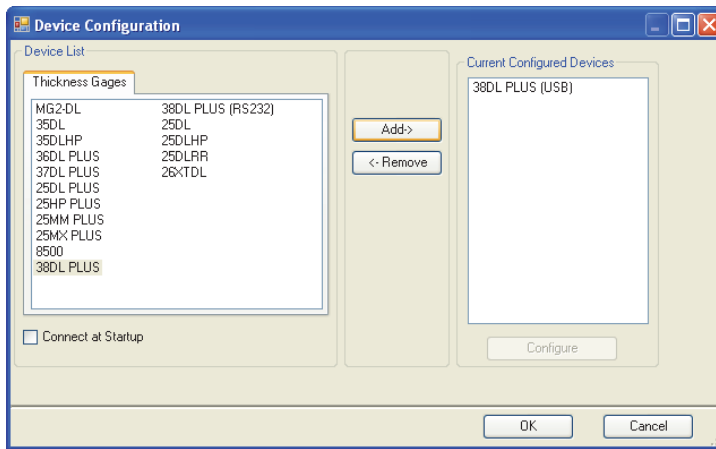 Device Configuration
Device List
Thickness Gages
MG2-DL
35DL
35DLHP
36DL PLUS
37DL PLUS
25DL PLUS
25HP PLUS
25MM PLUS
25MX PLUS
8500
38DL PLUS
38DL PLUS (RS232)
25DL
25DLHP
25DLRR
26XTDL
Connect at Startup
Add->
<- Remove
Current Configured Devices
38DL PLUS (USB)
Configure
OK
Cancel